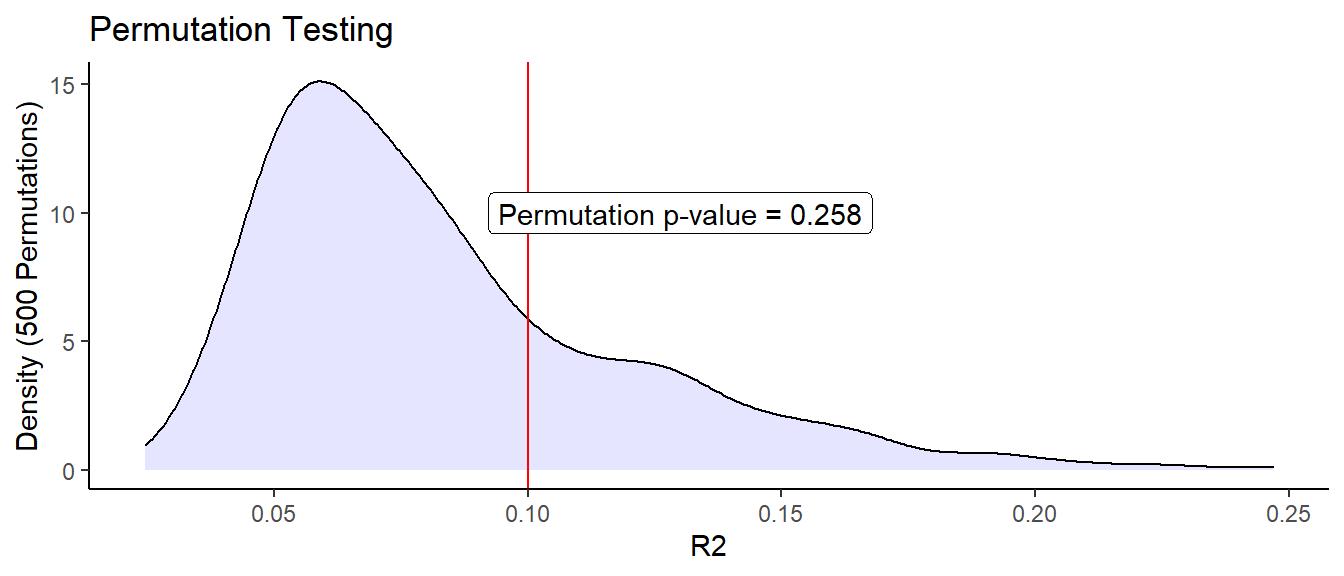 Permutation Testing
Density (500 Permutations)
15
10
5
0
Permutation p-value = 0.258
0.05 0.10 0.15 0.20 0.25
R2